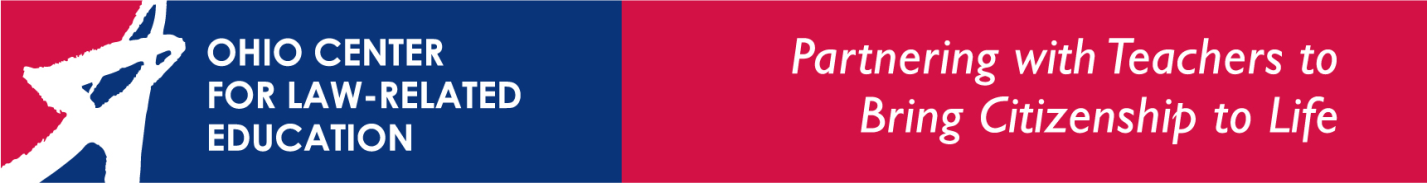 OHIO CENTER
FOR LAW-RELATED
EDUCATION
Partnering with Teachers to
Bring Citizenship to Life